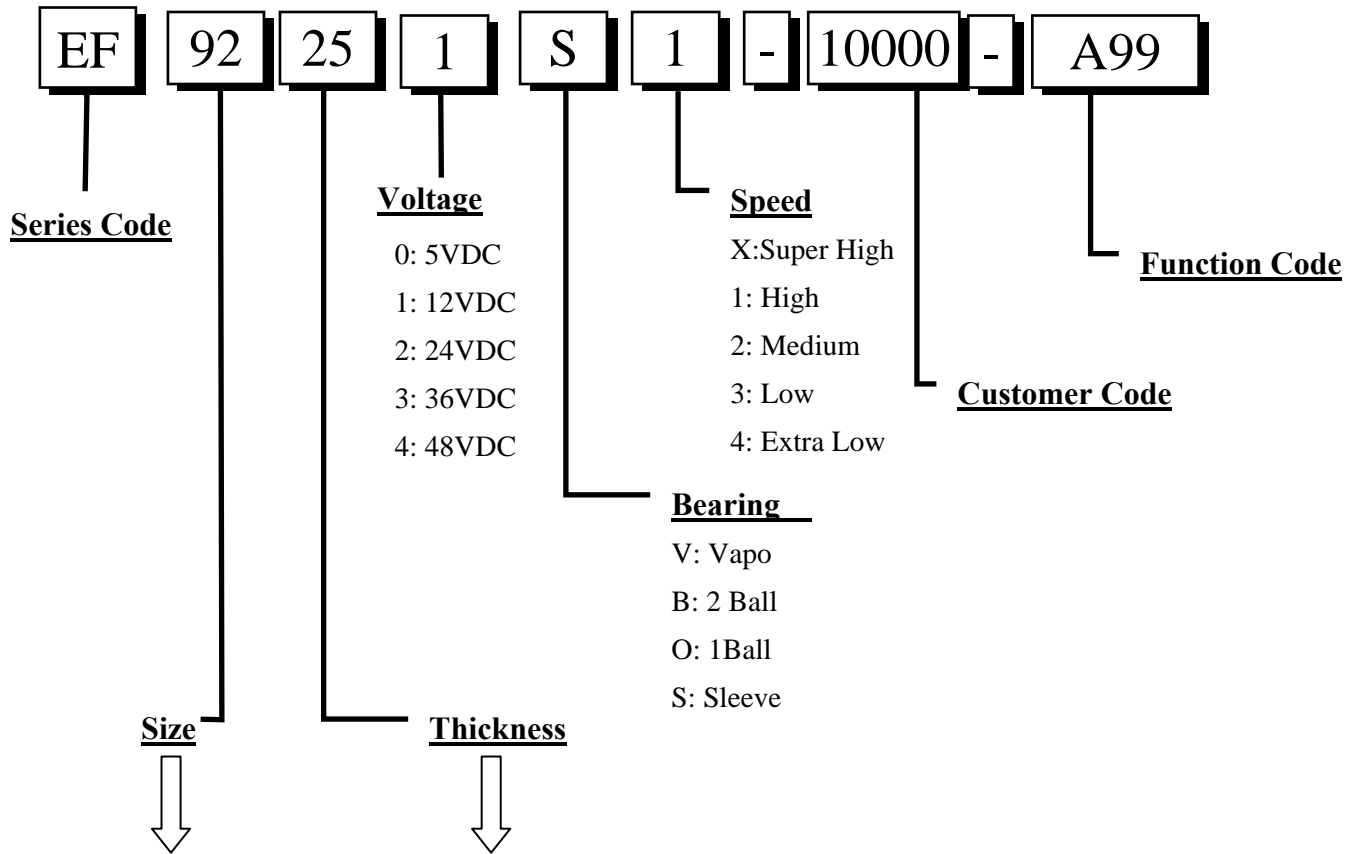 EF 92 25 1 S 1 - 10000 - A99
Series Code
Voltage
0: 5VDC
1: 12VDC
2: 24VDC
3: 36VDC
4: 48VDC
Speed
X:Super High
1: High
2: Medium
3: Low
4: Extra Low
Function Code
Customer Code
Bearing
V: Vapo
B: 2 Ball
O: 1Ball
S: Sleeve
Size
Thickness